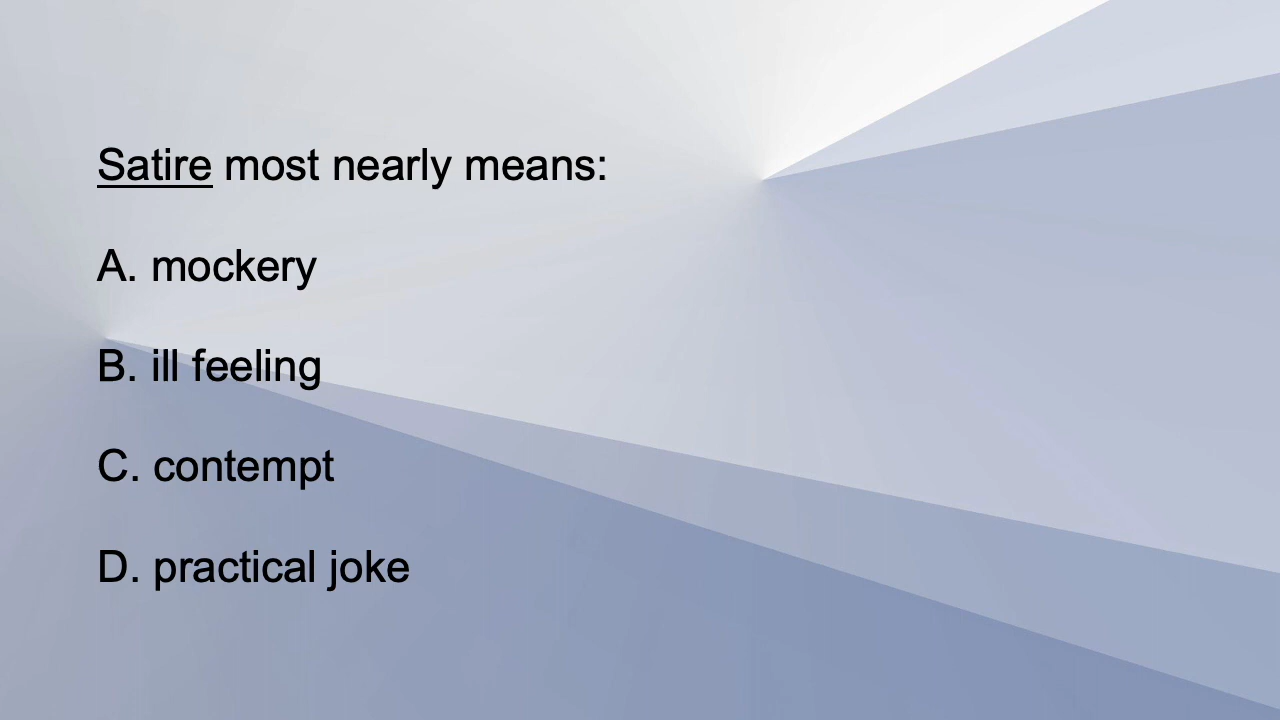 Satire most nearly means:
A. mockery
B. ill feeling
C. contempt
D. practical joke